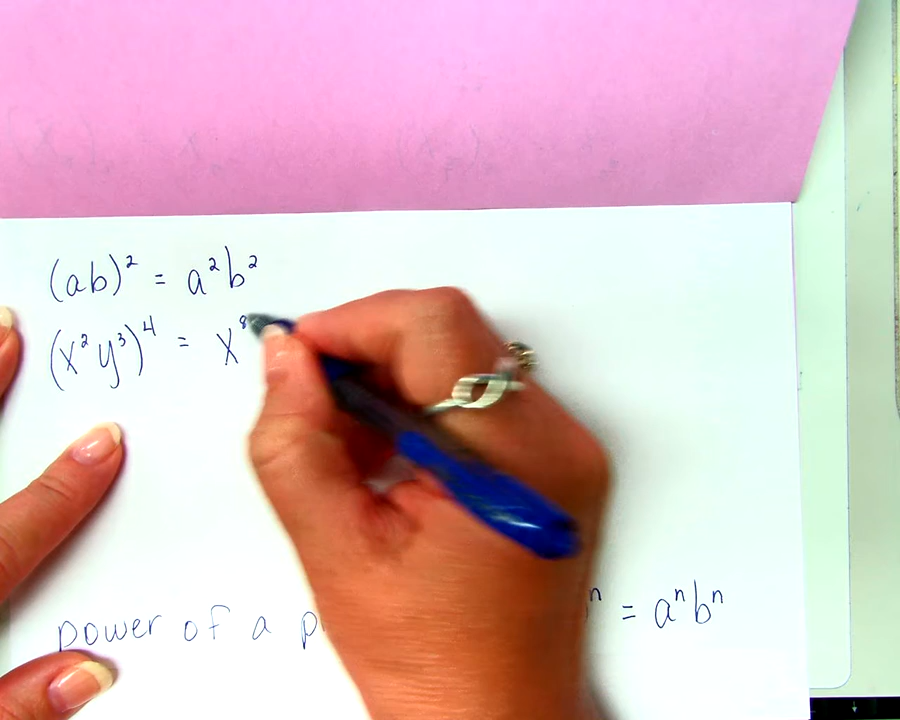 (ab)² = a²b²
(x²y³)⁴ = x⁸
power of a
ⁿ = aⁿbⁿ